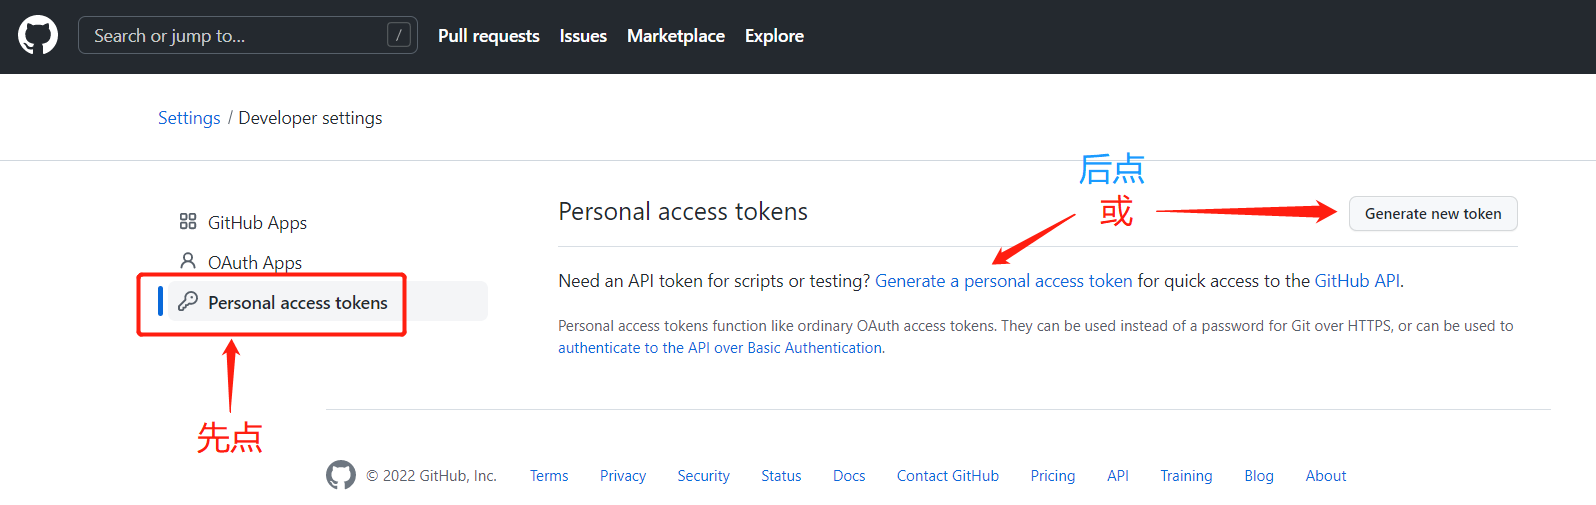 Search or jump to... /
Pull requests Issues Marketplace Explore
Settings / Developer settings
后点
或
GitHub Apps
OAuth Apps
Personal access tokens
先点
Personal access tokens
Generate new token
Need an API token for scripts or testing? Generate a personal access token for quick access to the GitHub API.
Personal access tokens function like ordinary OAuth access tokens. They can be used instead of a password for Git over HTTPS, or can be used to
authenticate to the API over Basic Authentication.
© 2022 GitHub, Inc. Terms Privacy Security Status Docs Contact GitHub Pricing API Training Blog About